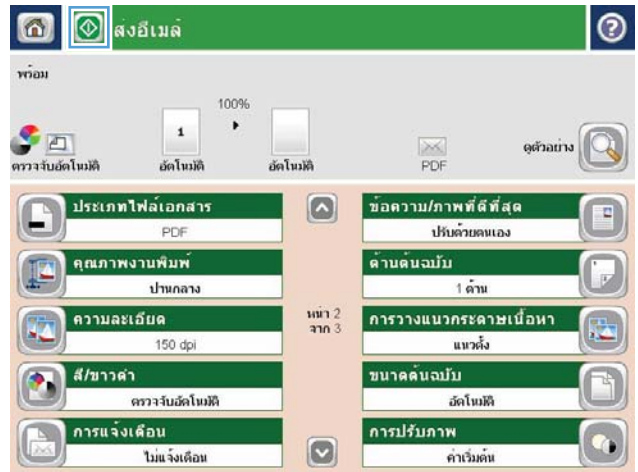 ส่งอีเมล์
?
พร้อม
100%
1
ตรวจจับอัตโนมัติ
อัตโนมัติ
อัตโนมัติ
PDF
ดูตัวอย่าง
ประเภทไฟล์เอกสาร
PDF
คุณภาพงานพิมพ์
ปานกลาง
ความละเอียด
150 dpi
สี/ขาวดำ
ตรวจจับอัตโนมัติ
การแจ้งเตือน
ไม่แจ้งเตือน
หน้า 2
จาก 3
ข้อความ/ภาพที่ดีที่สุด
ปรับด้วยตนเอง
ด้านต้นฉบับ
1 ด้าน
การวางแนวกระดาษเนื้อหา
แนวตั้ง
ขนาดต้นฉบับ
อัตโนมัติ
การปรับภาพ
ค่าเริ่มต้น